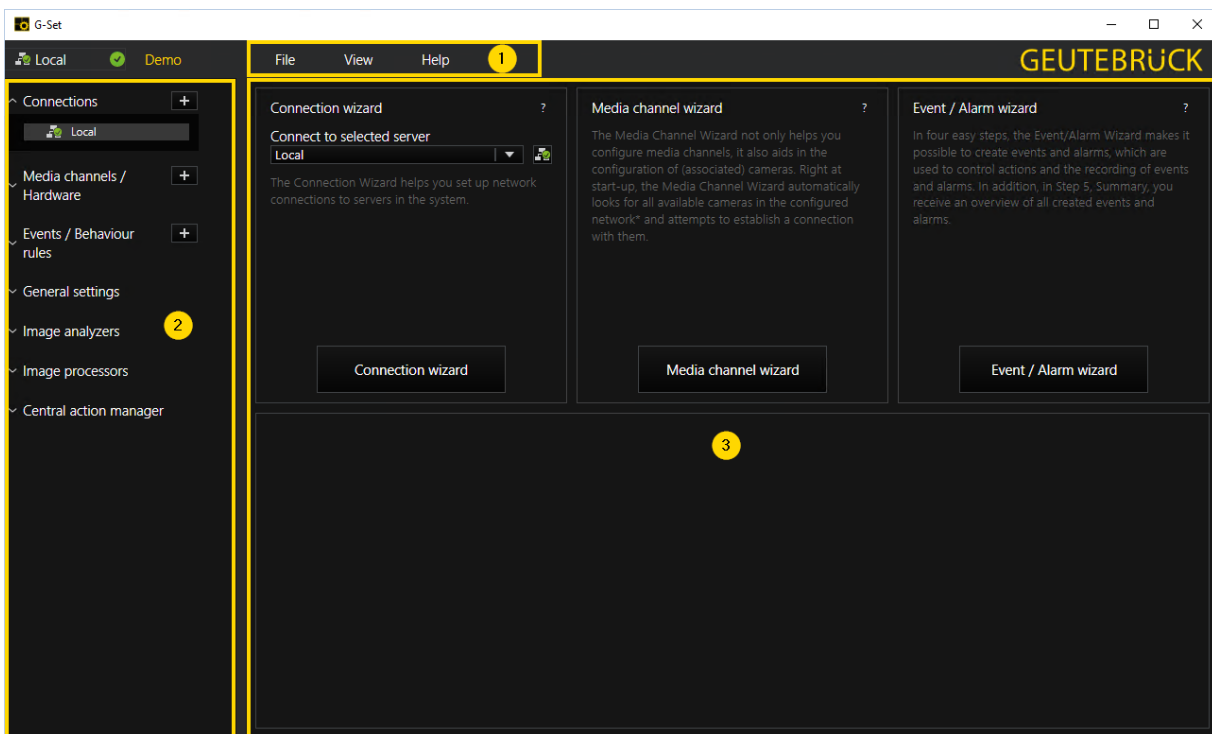 G-Set
Local
Demo
File View Help 1
GEUTEBRÜCK
Connections +
Local
Media channels / +
Hardware
Events / Behaviour +
rules
General settings
Image analyzers
2
Image processors
Central action manager
Connection wizard ?
Connect to selected server
Local
The Connection Wizard helps you set up network
connections to servers in the system.
Connection wizard
Media channel wizard ?
The Media Channel Wizard not only helps you
configure media channels, it also aids in the
configuration of (associated) cameras. Right at
start-up, the Media Channel Wizard automatically
looks for all available cameras in the configured
network* and attempts to establish a connection
with them.
Media channel wizard
Event / Alarm wizard ?
In four easy steps, the Event/Alarm Wizard makes it
possible to create events and alarms, which are
used to control actions and the recording of events
and alarms. In addition, in Step 5, Summary, you
receive an overview of all created events and
alarms.
Event / Alarm wizard
3